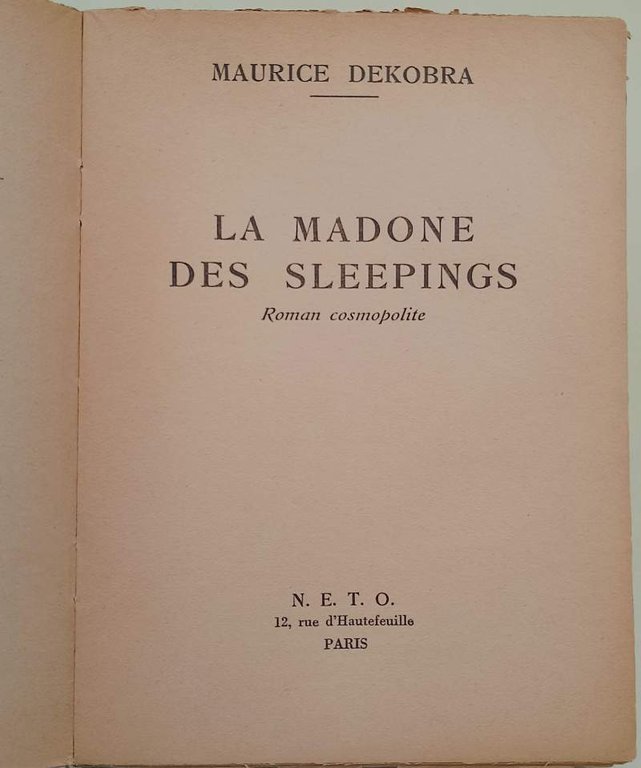 MAURICE DEKOBRA
LA MADONE
DES SLEEPINGS
Roman cosmopolite
N. E. T. O.
12, rue d'Hautefeuille
PARIS